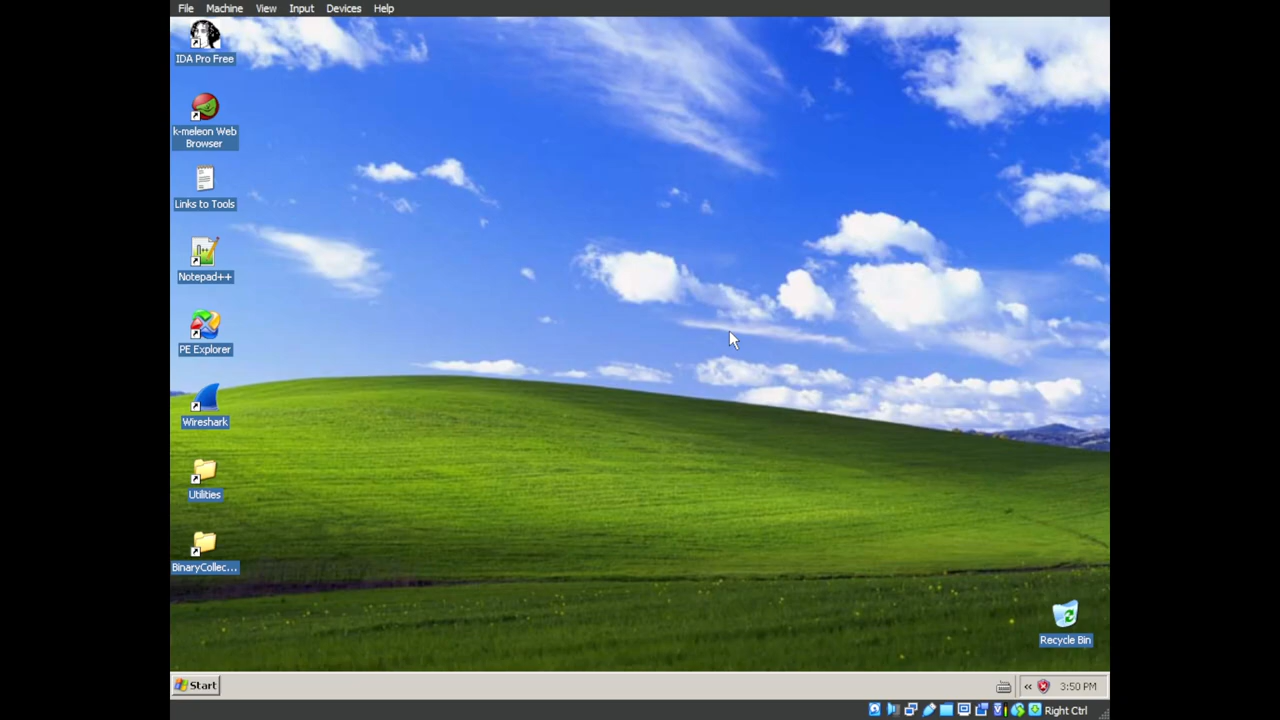 File Machine View Input Devices Help
IDA Pro Free
k-meleon Web
Browser
Links to Tools
Notepad++
PE Explorer
Wireshark
Utilities
BinaryCollec...
Recycle Bin
Start
« 3:50 PM
Right Ctrl